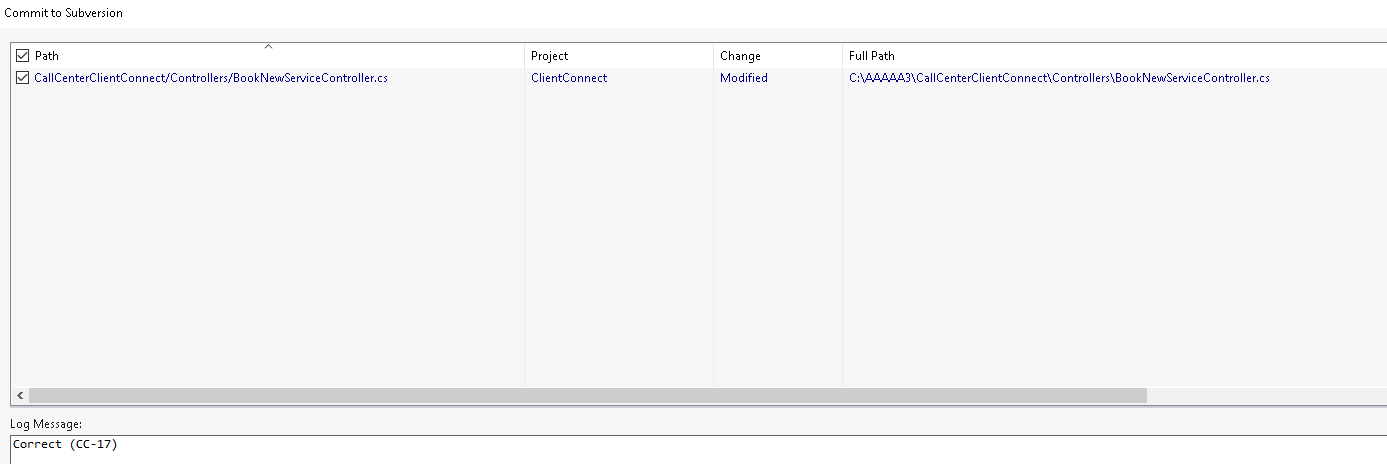 Commit to Subversion
Path Project Change Full Path
CallCenterClientConnect/Controllers/BookNewServiceController.cs ClientConnect Modified C:\AAAAA3\CallCenterClientConnect\Controllers\BookNewServiceController.cs
Log Message:
Correct (CC-17)